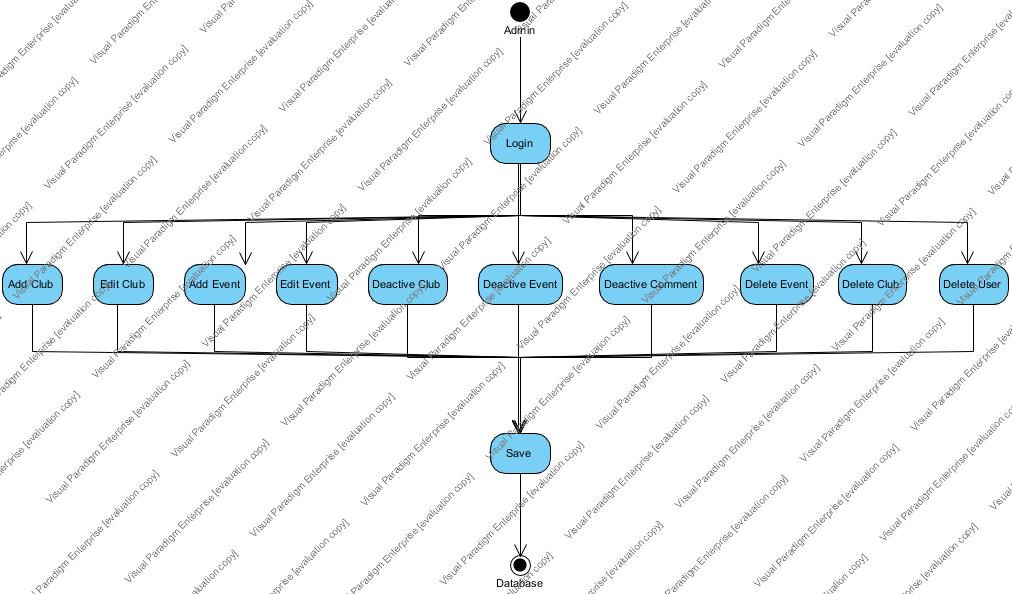 Admin
Login
Add Club
Edit Club
Add Event
Edit Event
Deactive Club
Deactive Event
Deactive Comment
Delete Event
Delete Club
Delete User
Save
Database
Visual Paradigm Enterprise [evaluation copy]